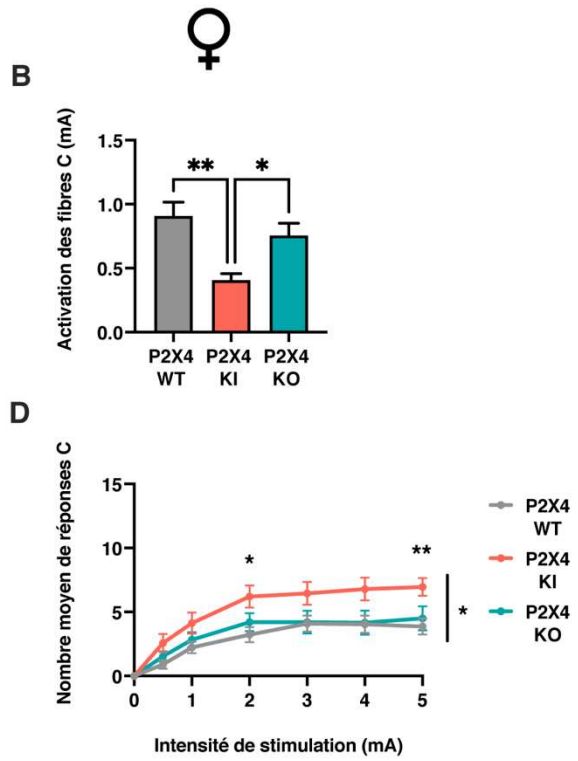 ♀
B
Activation des fibres C (mA)
1.5
1.0
0.5
0.0
** *
P2X4 P2X4 P2X4
WT KI KO
D
Nombre moyen de réponses C
15
10
5
0
* **
*
0 1 2 3 4 5
Intensité de stimulation (mA)
P2X4
WT
P2X4
KI
P2X4
KO